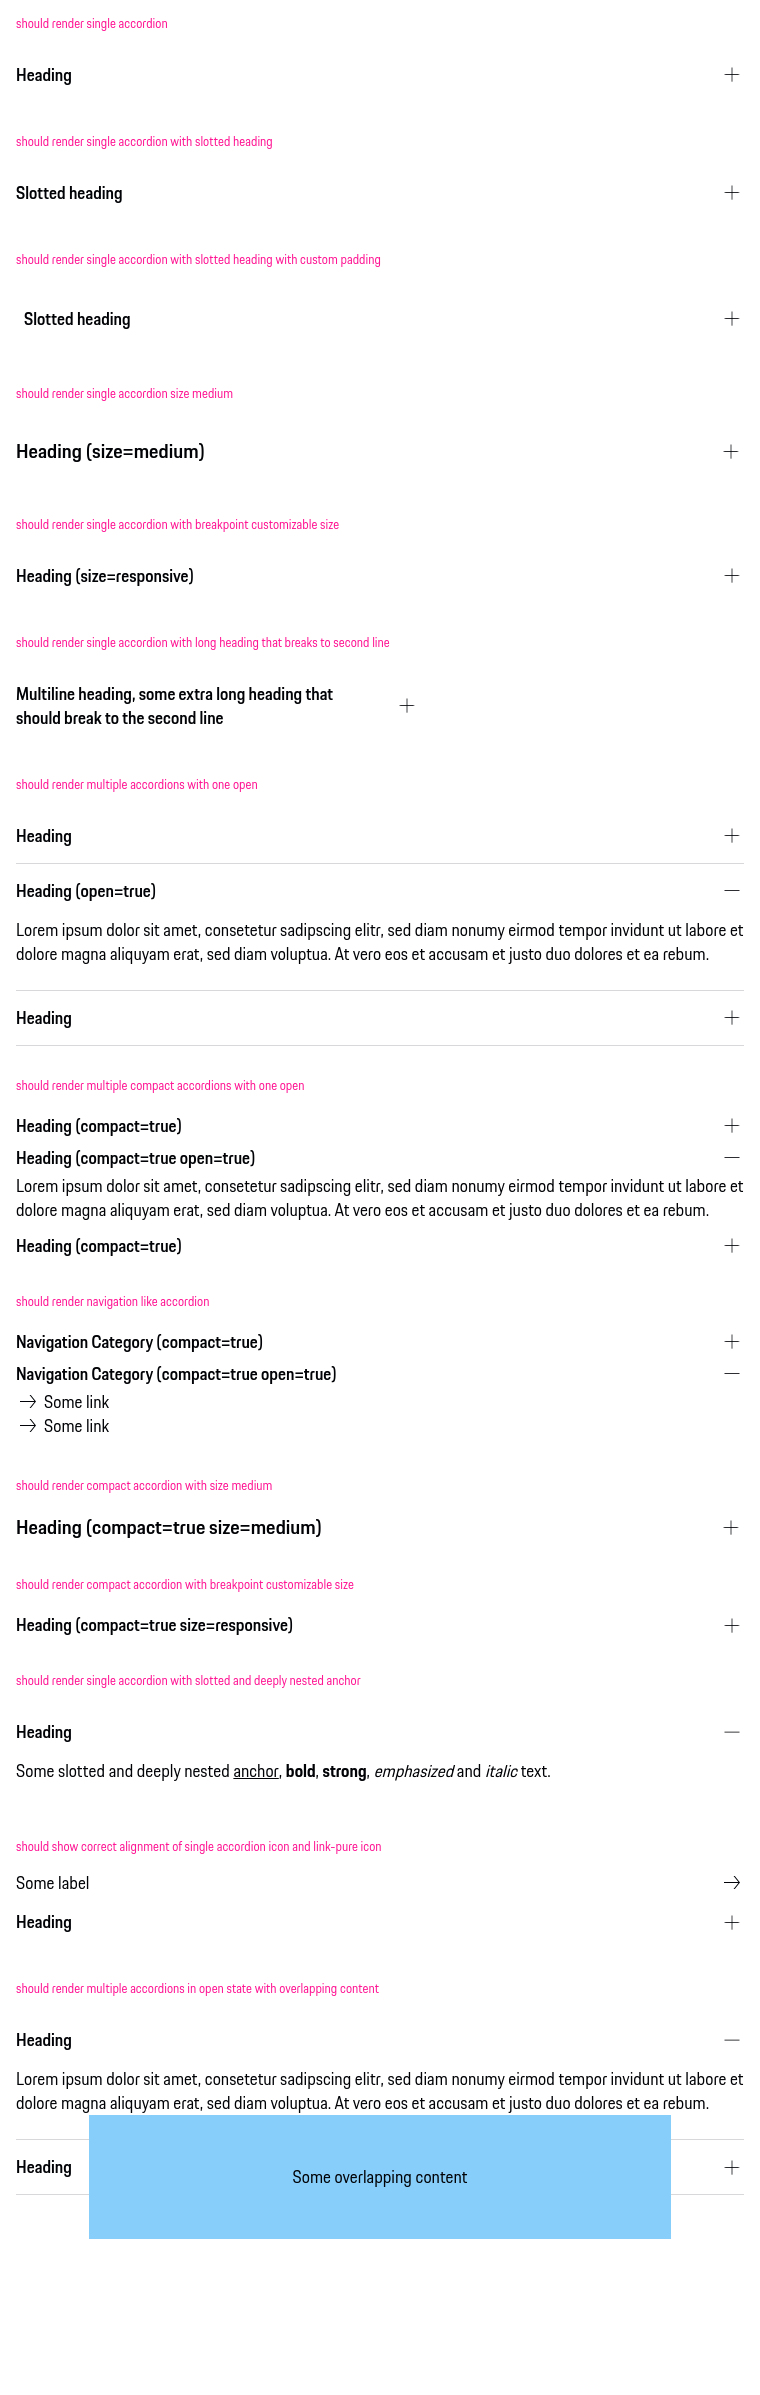 should render single accordion
Heading
should render single accordion with slotted heading
Slotted heading
should render single accordion with slotted heading with custom padding
Slotted heading
should render single accordion size medium
Heading (size=medium)
should render single accordion with breakpoint customizable size
Heading (size=responsive)
should render single accordion with long heading that breaks to second line
Multiline heading, some extra long heading that
should break to the second line
should render multiple accordions with one open
Heading
Heading (open=true)
Lorem ipsum dolor sit amet, consetetur sadipscing elitr, sed diam nonumy eirmod tempor invidunt ut labore et
dolore magna aliquyam erat, sed diam voluptua. At vero eos et accusam et justo duo dolores et ea rebum.
Heading
should render multiple compact accordions with one open
Heading (compact=true)
Heading (compact=true open=true)
Lorem ipsum dolor sit amet, consetetur sadipscing elitr, sed diam nonumy eirmod tempor invidunt ut labore et
dolore magna aliquyam erat, sed diam voluptua. At vero eos et accusam et justo duo dolores et ea rebum.
Heading (compact=true)
should render navigation like accordion
Navigation Category (compact=true)
Navigation Category (compact=true open=true)
Some link
Some link
should render compact accordion with size medium
Heading (compact=true size=medium)
should render compact accordion with breakpoint customizable size
Heading (compact=true size=responsive)
should render single accordion with slotted and deeply nested anchor
Heading
Some slotted and deeply nested anchor, bold, strong, emphasized and italic text.
should show correct alignment of single accordion icon and link-pure icon
Some label
Heading
should render multiple accordions in open state with overlapping content
Heading
Lorem ipsum dolor sit amet, consetetur sadipscing elitr, sed diam nonumy eirmod tempor invidunt ut labore et
dolore magna aliquyam erat, sed diam voluptua. At vero eos et accusam et justo duo dolores et ea rebum.
Heading
Some overlapping content